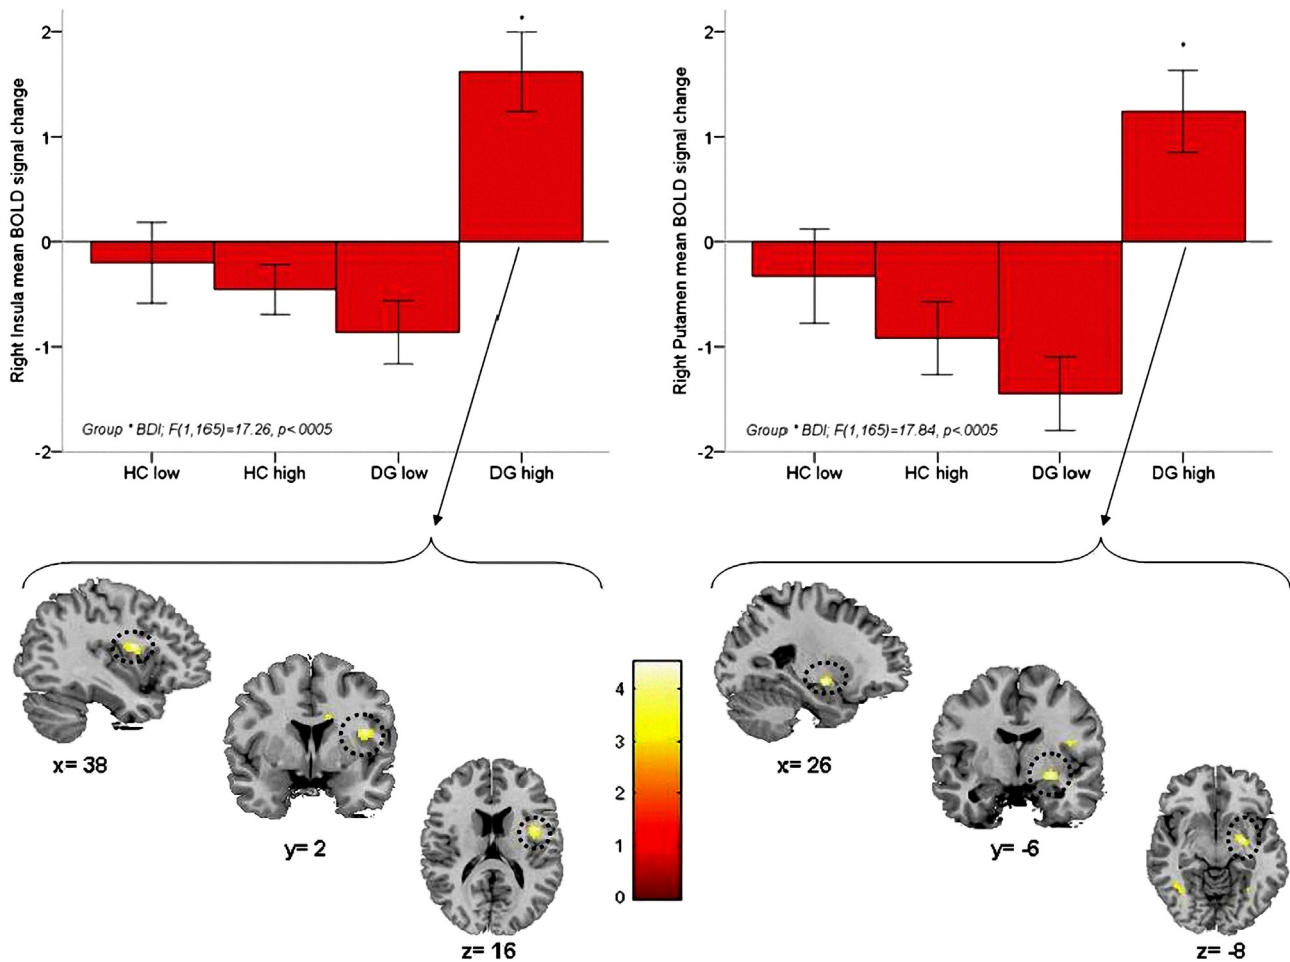 Right Insula mean BOLD signal change
2
1
0
-1
-2
Group * BDI; F(1,165)=17.26, p<.0005
HC low HC high DG low DG high
Right Putamen mean BOLD signal change
2
1
0
-1
-2
Group * BDI; F(1,165)=17.84, p<.0005
HC low HC high DG low DG high
x= 38
y= 2
z= 16
4
3
2
1
0
x= 26
y= -6
z= -8